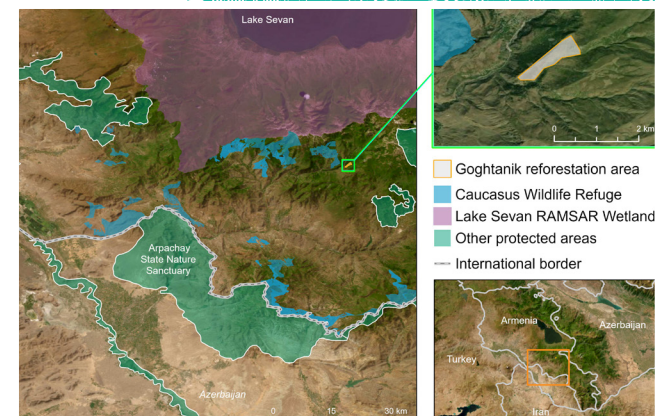 Lake Sevan
Arpachay
State Nature
Sanctuary
Azerbaijan
0 15 30 km
0 1 2 km
Goghtanik reforestation area
Caucasus Wildlife Refuge
Lake Sevan RAMSAR Wetland
Other protected areas
International border
Armenia
Azerbaijan
Turkey
Iran